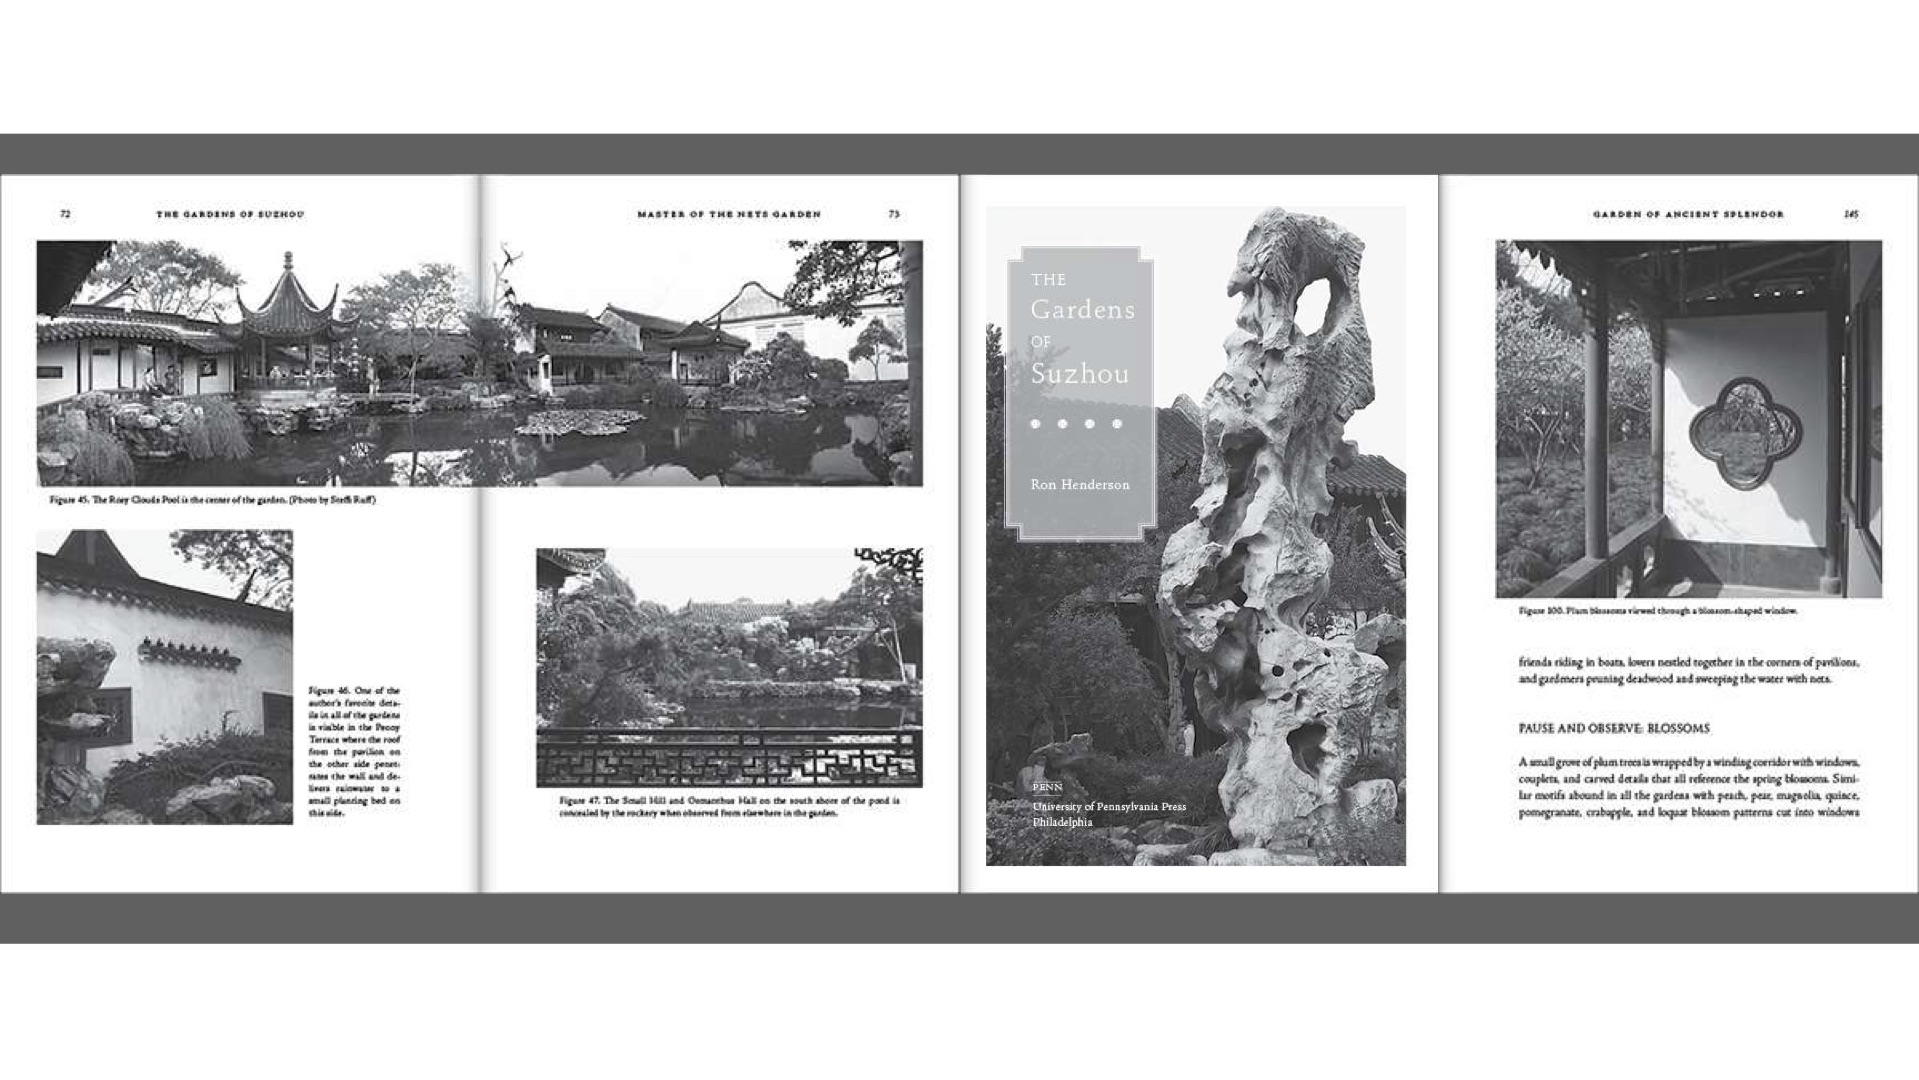 72
THE GARDENS OF SUZHOU
Figure 45. The Rosy Clouds Pool is the center of the garden. (Photo by Steffi Ruff)
Figure 46. One of the
author's favorite deta-
ils in all of the gardens
is visible in the Peony
Terrace where the roof
from the pavilion on
the other side penet-
rates the wall and de-
livers rainwater to a
small planting bed on
this side.
MASTER OF THE NETS GARDEN
73
Figure 47. The Small Hill and Osmanthus Hall on the south shore of the pond is
concealed by the rockery when observed from elsewhere in the garden.
THE
Gardens
OF
Suzhou
Ron Henderson
PENN
University of Pennsylvania Press
Philadelphia
GARDEN OF ANCIENT SPLENDOR
145
Figure 100. Plum blossoms viewed through a blossom-shaped window.
friends riding in boats, lovers nestled together in the corners of pavilions,
and gardeners pruning deadwood and sweeping the water with nets.
PAUSE AND OBSERVE: BLOSSOMS
A small grove of plum trees is wrapped by a winding corridor with windows,
couplets, and carved details that all reference the spring blossoms. Simi-
lar motifs abound in all the gardens with peach, pear, magnolia, quince,
pomegranate, crabapple, and loquat blossom patterns cut into windows